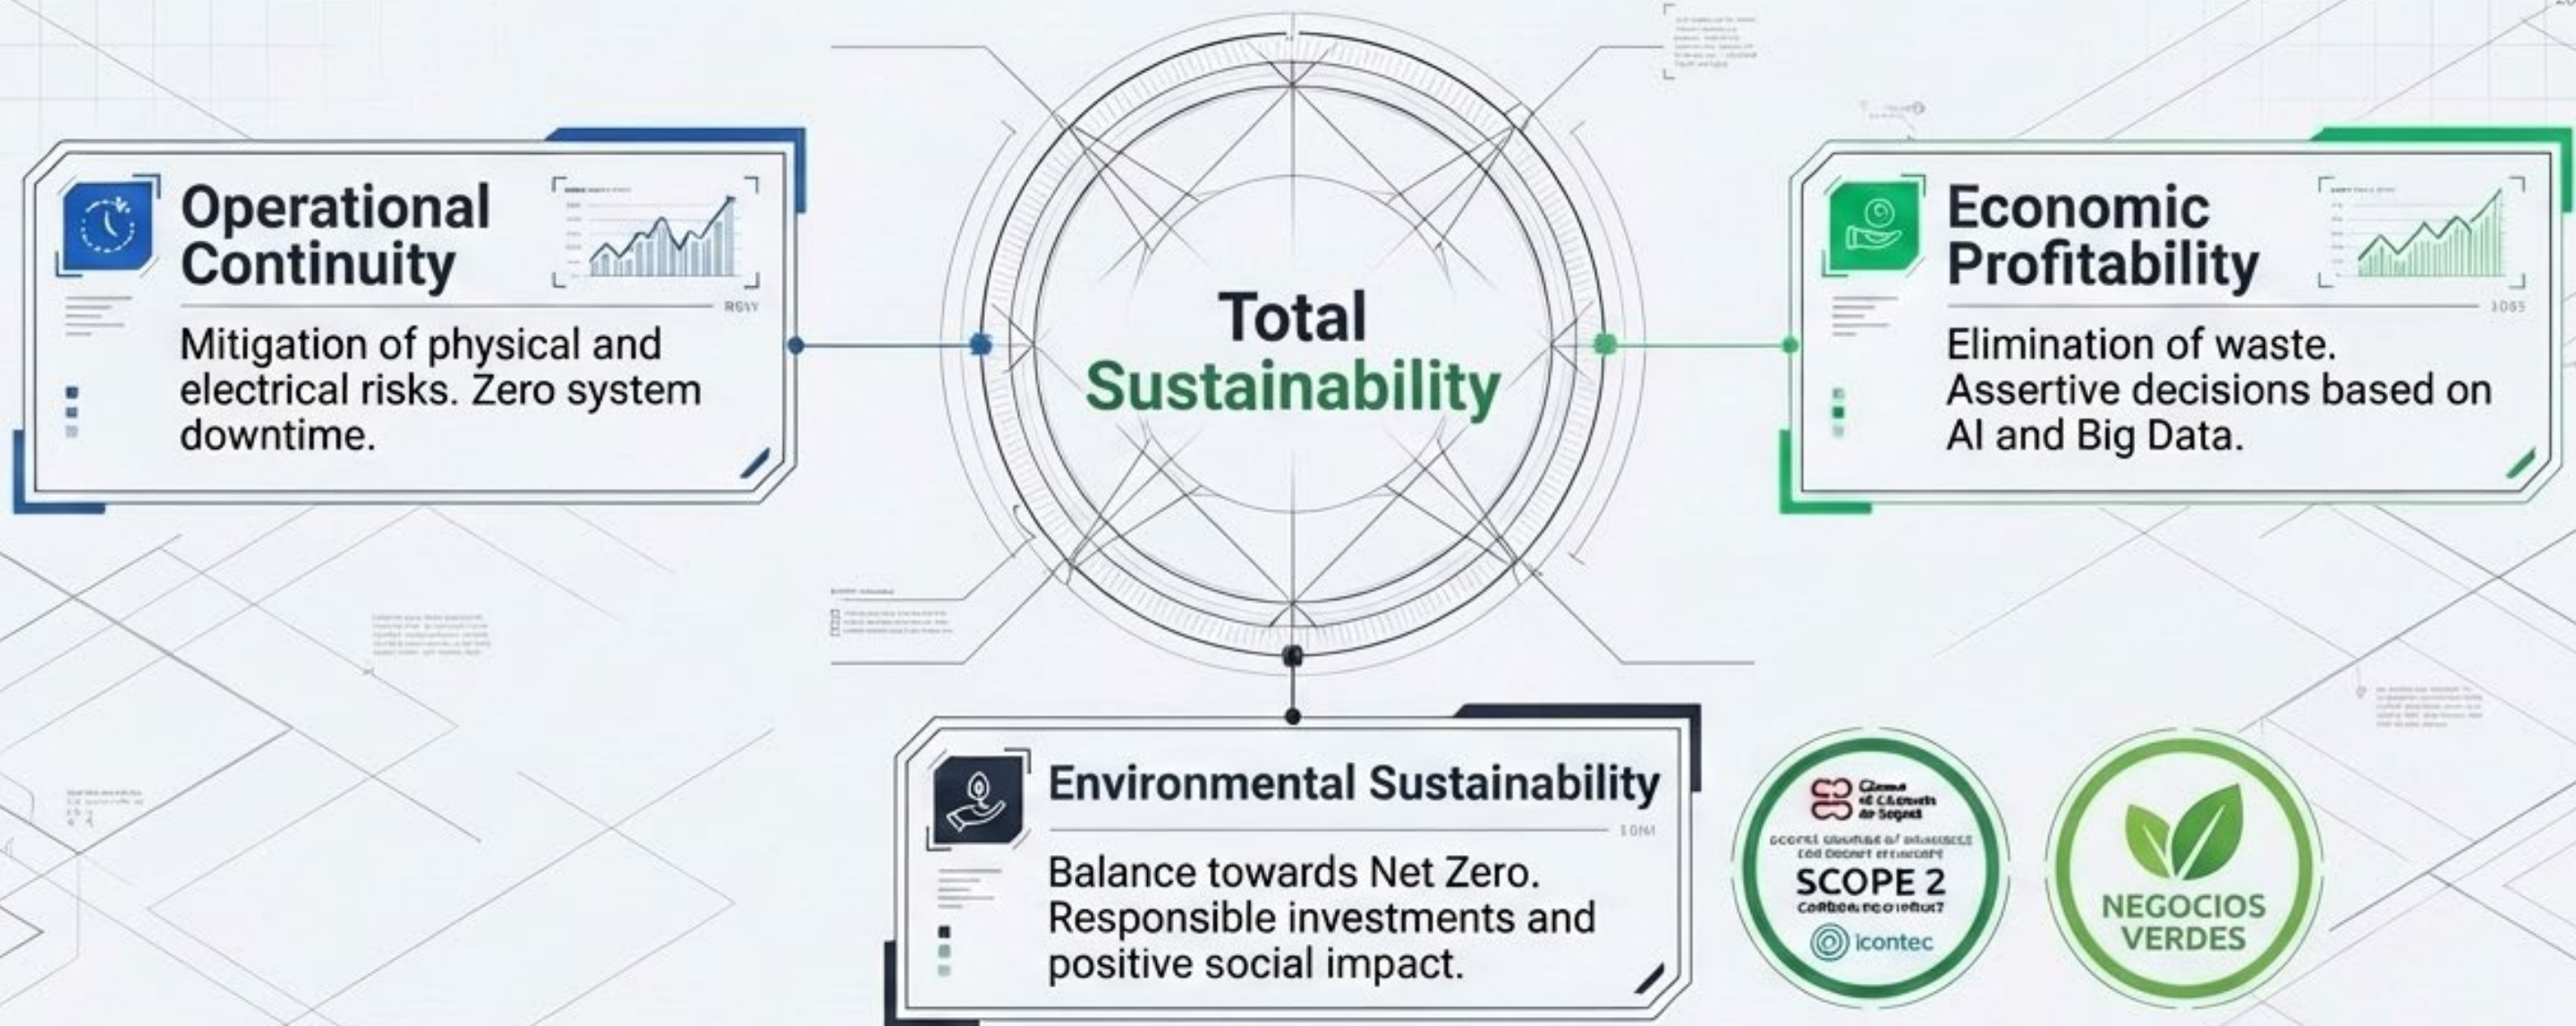 Operational
Continuity
Mitigation of physical and
electrical risks. Zero system
downtime.
Total
Sustainability
Economic
Profitability
1065
Elimination of waste.
Assertive decisions based on
AI and Big Data.
Environmental Sustainability
Balance towards Net Zero.
Responsible investments and
positive social impact.
SCOPE 2
icontec
NEGOCIOS
VERDES